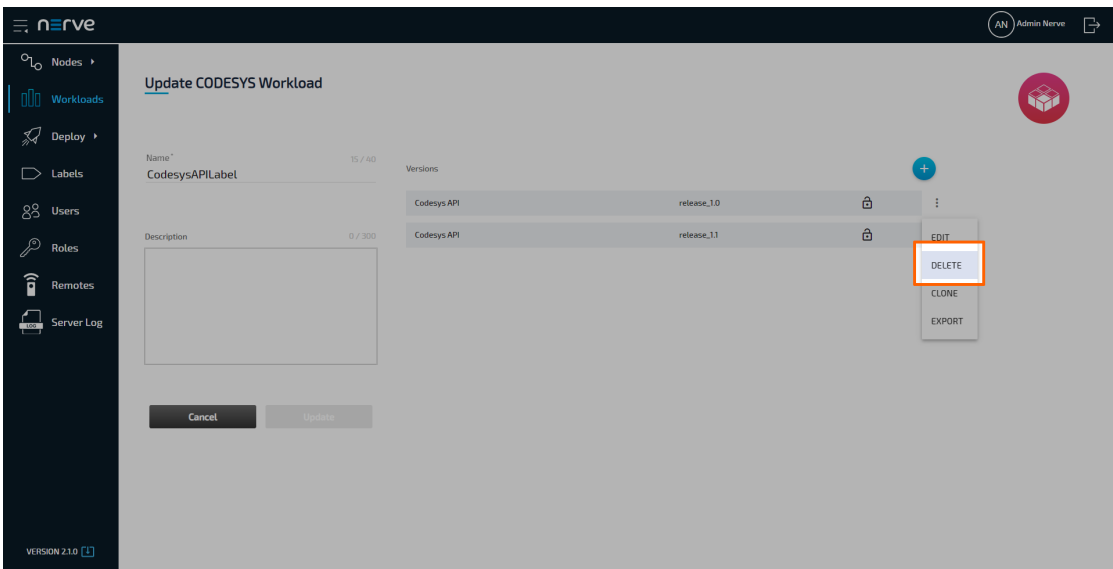 nerve
AN Admin Nerve
Nodes
Workloads
Deploy
Labels
Users
Roles
Remotes
LOG Server Log
VERSION 2.1.0
Update CODESYS Workload
Name* 15 / 40
CodesysAPILabel
Description 0 / 300
Cancel Update
Versions +
Codesys API release_1.0
Codesys API release_1.1
EDIT
DELETE
CLONE
EXPORT